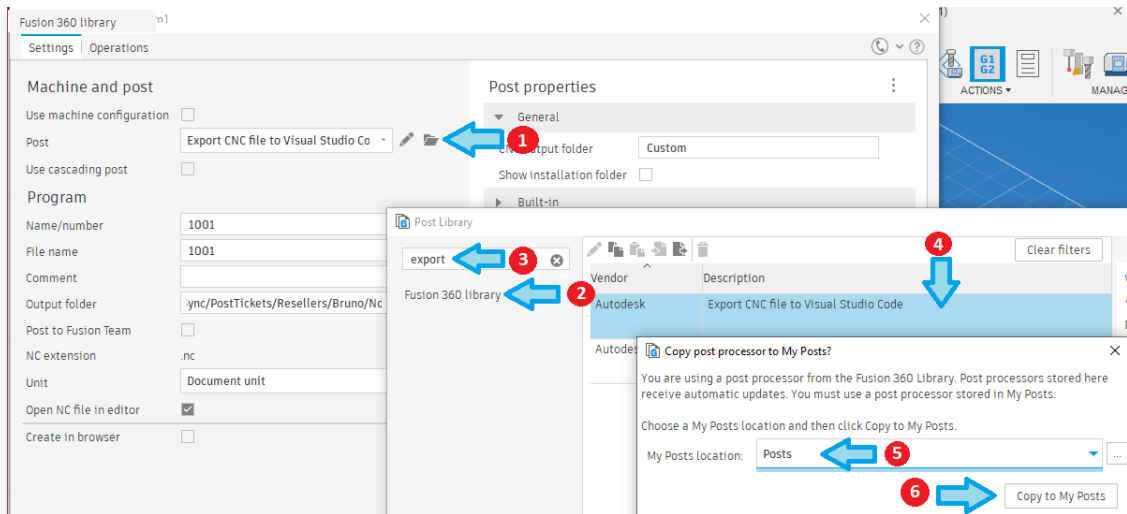 Fusion 360 library
m1
Settings Operations
Machine and post
Use machine configuration
Post Export CNC file to Visual Studio Co
1
Use cascading post
Program
Name/number 1001
File name 1001
Comment
Output folder ync/PostTickets/Resellers/Bruno/Nc
Post to Fusion Team
NC extension .nc
Unit Document unit
Open NC file in editor
Create in browser
Post properties
General
output folder Custom
Show installation folder
Built-in
G1
G2
ACTIONS
MANAG
Post Library
export
3
Fusion 360 library
2
4
Clear filters
Vendor Description
Autodesk Export CNC file to Visual Studio Code
Autodes
Copy post processor to My Posts?
You are using a post processor from the Fusion 360 Library. Post processors stored here
receive automatic updates. You must use a post processor stored in My Posts.
Choose a My Posts location and then click Copy to My Posts.
My Posts location: Posts
5
...
6
Copy to My Posts